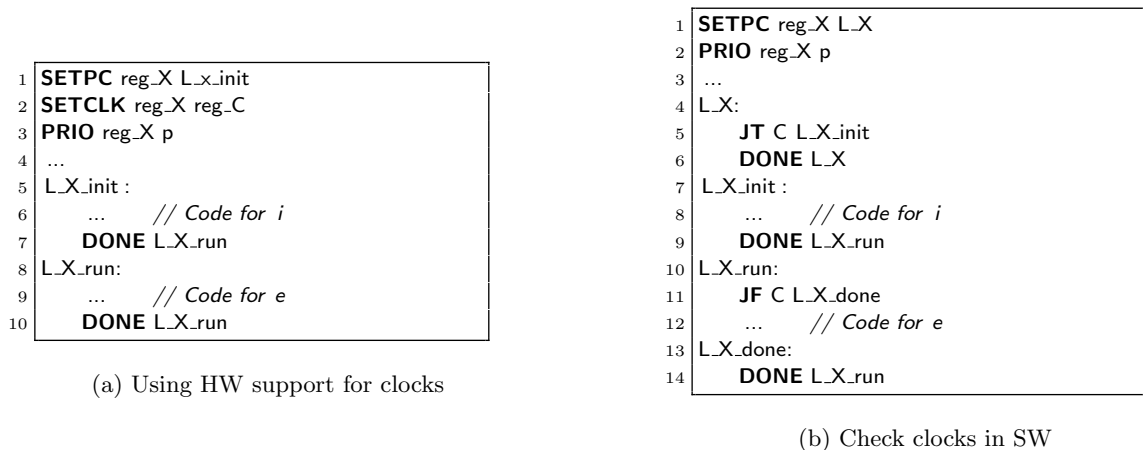 1 SETPC reg_X L_x_init
2 SETCLK reg_X reg_C
3 PRIO reg_X p
4 ...
5 L_X_init :
6 ... // Code for i
7 DONE L_X_run
8 L_X_run:
9 ... // Code for e
10 DONE L_X_run
(a) Using HW support for clocks
1 SETPC reg_X L_X
2 PRIO reg_X p
3 ...
4 L_X:
5 JT C L_X_init
6 DONE L_X
7 L_X_init :
8 ... // Code for i
9 DONE L_X_run
10 L_X_run:
11 JF C L_X_done
12 ... // Code for e
13 L_X_done:
14 DONE L_X_run
(b) Check clocks in SW